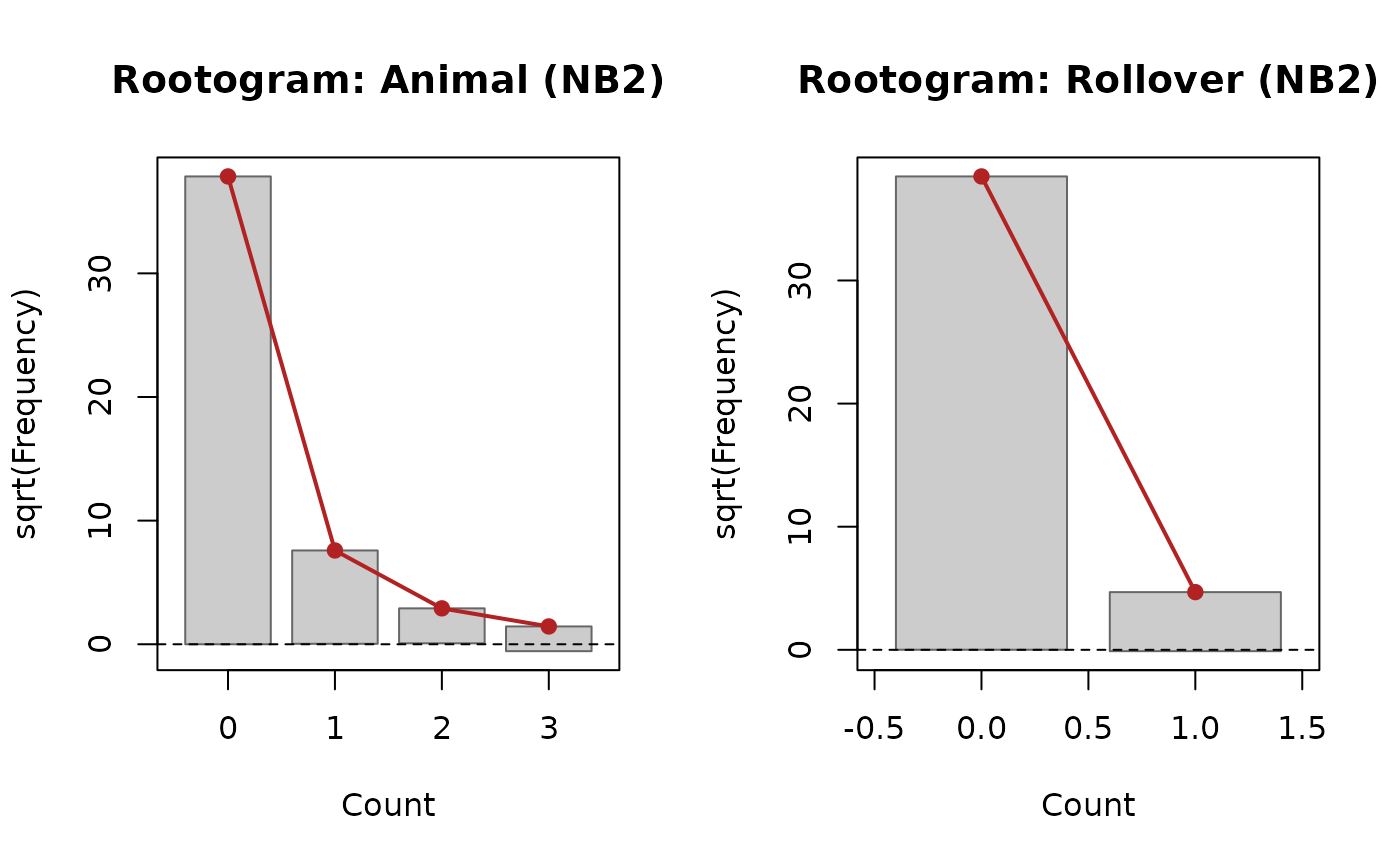 Rootogram: Animal (NB2)
sqrt(Frequency)
30
20
10
0
0 1 2 3
Count
Rootogram: Rollover (NB2)
sqrt(Frequency)
30
20
10
0
-0.5 0.0 0.5 1.0 1.5
Count